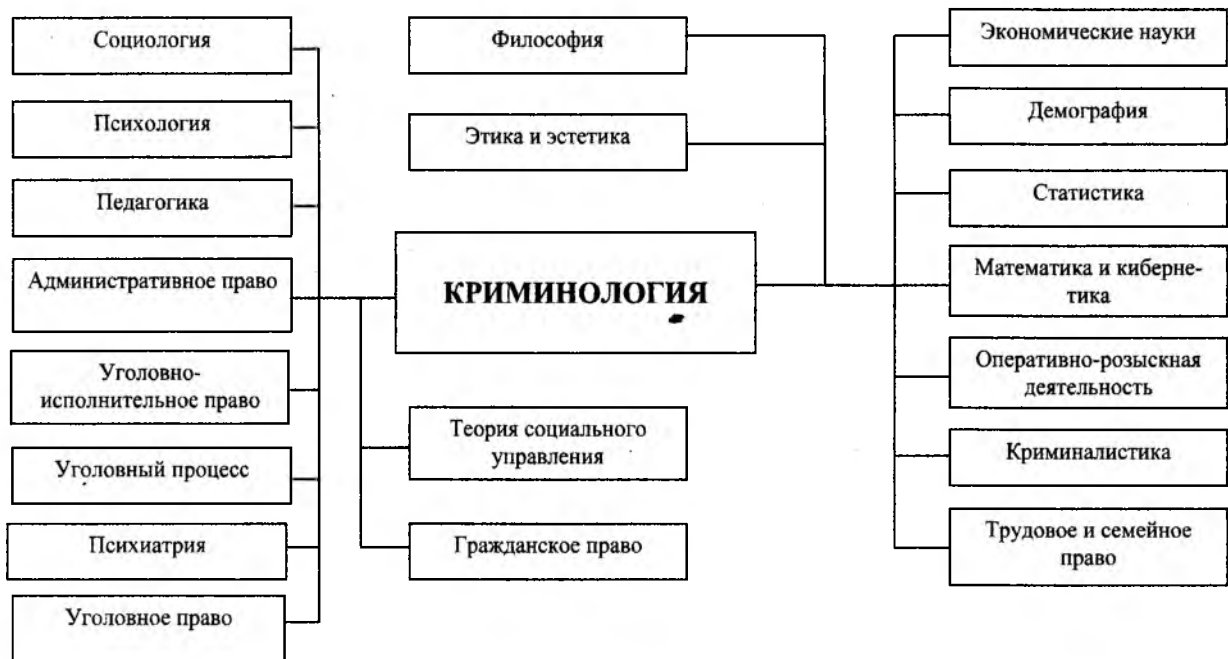 Социология
Психология
Педагогика
Административное право
Уголовно-
исполнительное право
Уголовный процесс
Психиатрия
Уголовное право
Философия
Этика и эстетика
КРИМИНОЛОГИЯ
Теория социального
управления
Гражданское право
Экономические науки
Демография
Статистика
Математика и киберне-
тика
Оперативно-розыскная
деятельность
Криминалистика
Трудовое и семейное
право